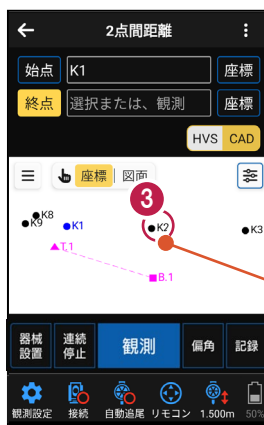 2点間距離
始点 K1 座標
終点 選択または、観測 座標
HVS CAD
座標 図面
3
K8
K9 K1 K2 K3
T.1
B.1
器械設置 連続停止 観測 偏角 記録
観測設定 接続 自動追尾 リモコン 1.500m 50%